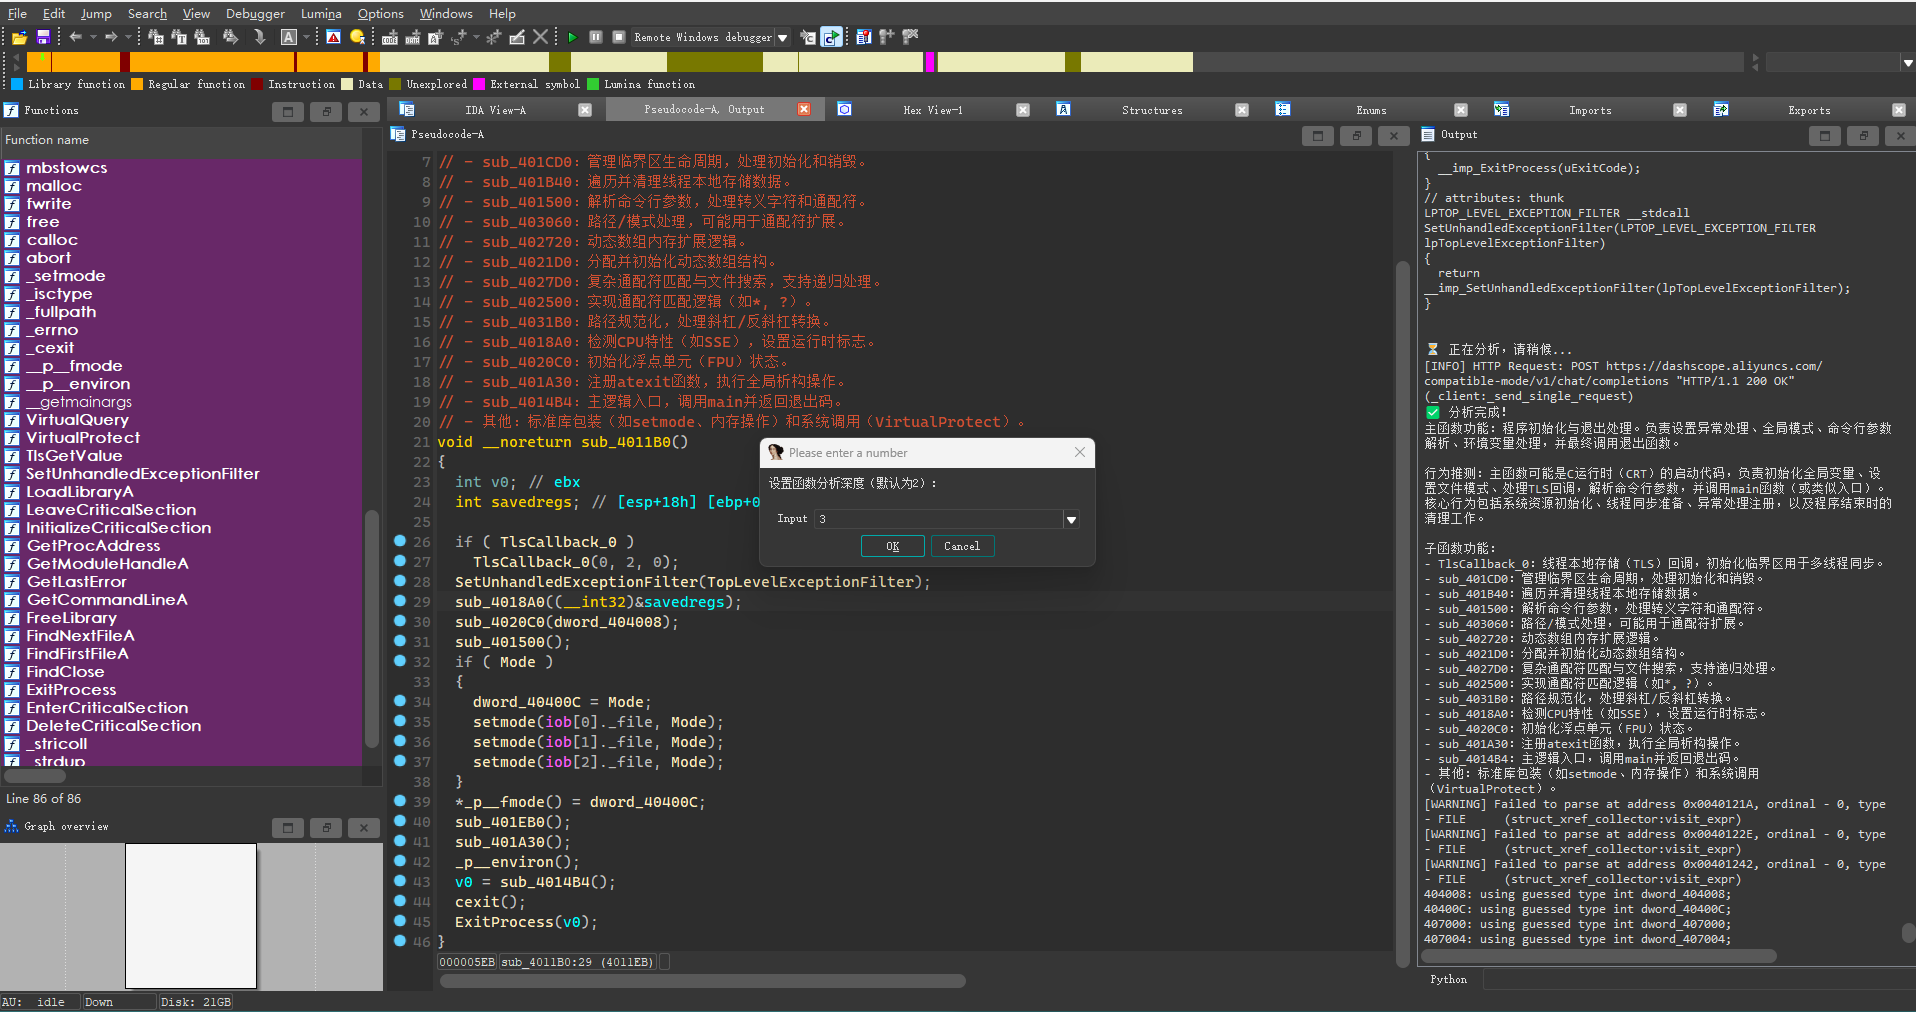 File Edit Jump Search View Debugger Lumina Options Windows Help
Remote Windows debugger
Library function Regular function Instruction Data Unexplored External symbol Lumina function
Functions
Function name
mbstowcs
malloc
fwrite
free
calloc
abort
_setmode
_isctype
_fullpath
_errno
_cexit
__p__fmode
__p__environ
__getmainargs
VirtualQuery
VirtualProtect
TlsGetValue
SetUnhandledExceptionFilter
LoadLibraryA
LeaveCriticalSection
InitializeCriticalSection
GetProcAddress
GetModuleHandleA
GetLastError
GetCommandLineA
FreeLibrary
FindNextFileA
FindFirstFileA
FindClose
ExitProcess
EnterCriticalSection
DeleteCriticalSection
_stricoll
_strdup
Line 86 of 86
Graph overview
AU: idle Down Disk: 21GB
IDA View-A Pseudocode-A, Output Hex View-1 Structures Enums Imports Exports
Pseudocode-A
7 // - sub_401CD0: 管理临界区生命周期，处理初始化和销毁。
8 // - sub_401B40: 遍历并清理线程本地存储数据。
9 // - sub_401500: 解析命令行参数，处理转义字符和通配符。
10 // - sub_403060: 路径/模式处理，可能用于通配符扩展。
11 // - sub_402720: 动态数组内存扩展逻辑。
12 // - sub_4021D0: 分配并初始化动态数组结构。
13 // - sub_4027D0: 复杂通配符匹配与文件搜索，支持递归处理。
14 // - sub_402500: 实现通配符匹配逻辑（如*, ?）。
15 // - sub_4031B0: 路径规范化，处理斜杠/反斜杠转换。
16 // - sub_4018A0: 检测CPU特性（如SSE），设置运行时标志。
17 // - sub_4020C0: 初始化浮点单元（FPU）状态。
18 // - sub_401A30: 注册atexit函数，执行全局析构操作。
19 // - sub_4014B4: 主逻辑入口，调用main并返回退出码。
20 // - 其他: 标准库包装（如setmode、内存操作）和系统调用（VirtualProtect）。
21 void __noreturn sub_4011B0()
22 {
23 int v0; // ebx
24 int savedregs; // [esp+18h] [ebp+0
25
26 if ( TlsCallback_0 )
27 TlsCallback_0(0, 2, 0);
28 SetUnhandledExceptionFilter(TopLevelExceptionFilter);
29 sub_4018A0((__int32)&savedregs);
30 sub_4020C0(dword_404008);
31 sub_401500();
32 if ( Mode )
33 {
34 dword_40400C = Mode;
35 setmode(iob[0]._file, Mode);
36 setmode(iob[1]._file, Mode);
37 setmode(iob[2]._file, Mode);
38 }
39 *_p__fmode() = dword_40400C;
40 sub_401EB0();
41 sub_401A30();
42 _p__environ();
43 v0 = sub_4014B4();
44 cexit();
45 ExitProcess(v0);
46 }
000005EB sub_4011B0:29 (4011EB)
Please enter a number
设置函数分析深度（默认为2）:
Input 3
OK Cancel
Output
{
__imp_ExitProcess(uExitCode);
}
// attributes: thunk
LPTOP_LEVEL_EXCEPTION_FILTER __stdcall
SetUnhandledExceptionFilter(LPTOP_LEVEL_EXCEPTION_FILTER
lpTopLevelExceptionFilter)
{
return
__imp_SetUnhandledExceptionFilter(lpTopLevelExceptionFilter);
}
⌛ 正在分析，请稍候...
[INFO] HTTP Request: POST https://dashscope.aliyuncs.com/
compatible-mode/v1/chat/completions "HTTP/1.1 200 OK"
(_client:_send_single_request)
✅ 分析完成!
主函数功能: 程序初始化与退出处理。负责设置异常处理、全局模式、命令行参数
解析、环境变量处理，并最终调用退出函数。
行为推测: 主函数可能是C运行时（CRT）的启动代码，负责初始化全局变量、设
置文件模式、处理TLS回调，解析命令行参数，并调用main函数（或类似入口）。
核心行为包括系统资源初始化、线程同步准备、异常处理注册，以及程序结束时的
清理工作。
子函数功能:
- TlsCallback_0: 线程本地存储（TLS）回调，初始化临界区用于多线程同步。
- sub_401CD0: 管理临界区生命周期，处理初始化和销毁。
- sub_401B40: 遍历并清理线程本地存储数据。
- sub_401500: 解析命令行参数，处理转义字符和通配符。
- sub_403060: 路径/模式处理，可能用于通配符扩展。
- sub_402720: 动态数组内存扩展逻辑。
- sub_4021D0: 分配并初始化动态数组结构。
- sub_4027D0: 复杂通配符匹配与文件搜索，支持递归处理。
- sub_402500: 实现通配符匹配逻辑（如*, ?）。
- sub_4031B0: 路径规范化，处理斜杠/反斜杠转换。
- sub_4018A0: 检测CPU特性（如SSE），设置运行时标志。
- sub_4020C0: 初始化浮点单元（FPU）状态。
- sub_401A30: 注册atexit函数，执行全局析构操作。
- sub_4014B4: 主逻辑入口，调用main并返回退出码。
- 其他: 标准库包装（如setmode、内存操作）和系统调用
（VirtualProtect）。
[WARNING] Failed to parse at address 0x0040121A, ordinal - 0, type
- FILE (struct_xref_collector:visit_expr)
[WARNING] Failed to parse at address 0x0040122E, ordinal - 0, type
- FILE (struct_xref_collector:visit_expr)
[WARNING] Failed to parse at address 0x00401242, ordinal - 0, type
- FILE (struct_xref_collector:visit_expr)
404008: using guessed type int dword_404008;
40400C: using guessed type int dword_40400C;
407000: using guessed type int dword_407000;
407004: using guessed type int dword_407004;
Python